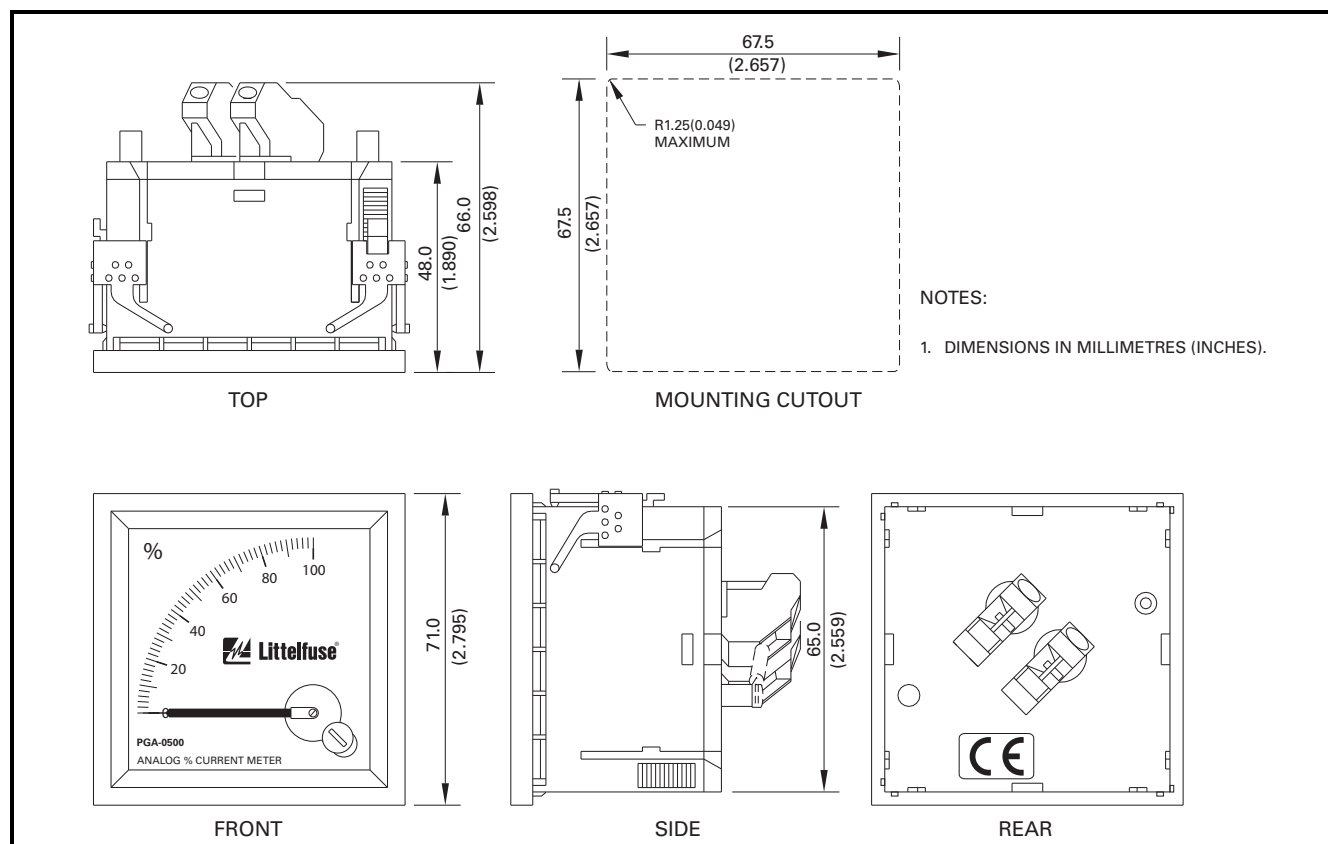 67.5
(2.657)
R1.25(0.049)
MAXIMUM
67.5
(2.657)
66.0
(2.598)
48.0
(1.890)
NOTES:
1. DIMENSIONS IN MILLIMETRES (INCHES).
TOP
MOUNTING CUTOUT
%
0
20
40
60
80
100
Littelfuse®
PGA-0500
ANALOG % CURRENT METER
71.0
(2.795)
65.0
(2.559)
CE
FRONT
SIDE
REAR